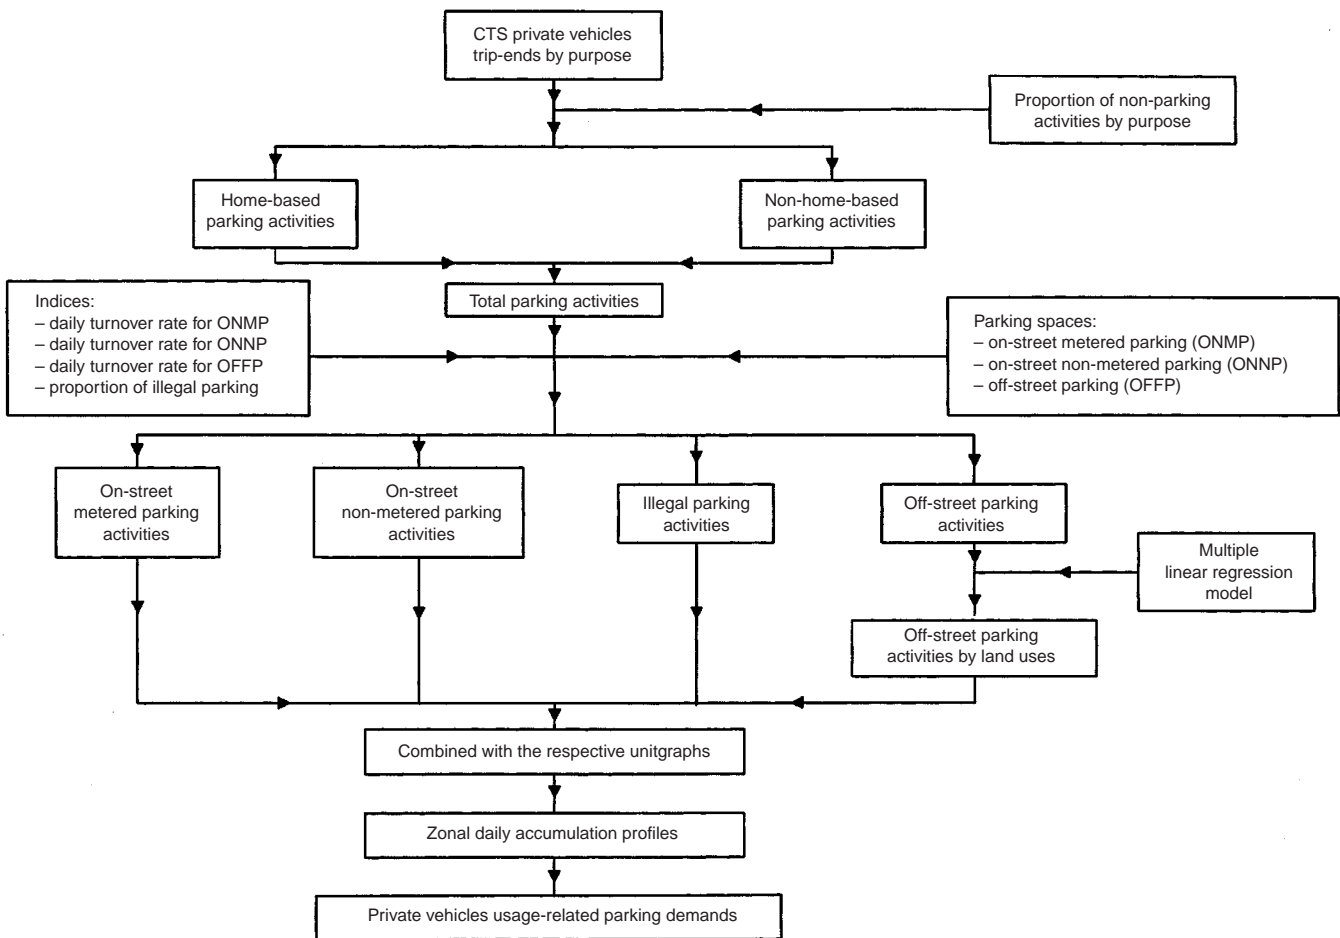 CTS private vehicles
trip-ends by purpose
Proportion of non-parking
activities by purpose
Home-based
parking activities
Non-home-based
parking activities
Total parking activities
Indices:
– daily turnover rate for ONMP
– daily turnover rate for ONNP
– daily turnover rate for OFFP
– proportion of illegal parking
Parking spaces:
– on-street metered parking (ONMP)
– on-street non-metered parking (ONNP)
– off-street parking (OFFP)
On-street
metered parking
activities
On-street
non-metered parking
activities
Illegal parking
activities
Off-street parking
activities
Multiple
linear regression
model
Off-street parking
activities by land uses
Combined with the respective unitgraphs
Zonal daily accumulation profiles
Private vehicles usage-related parking demands